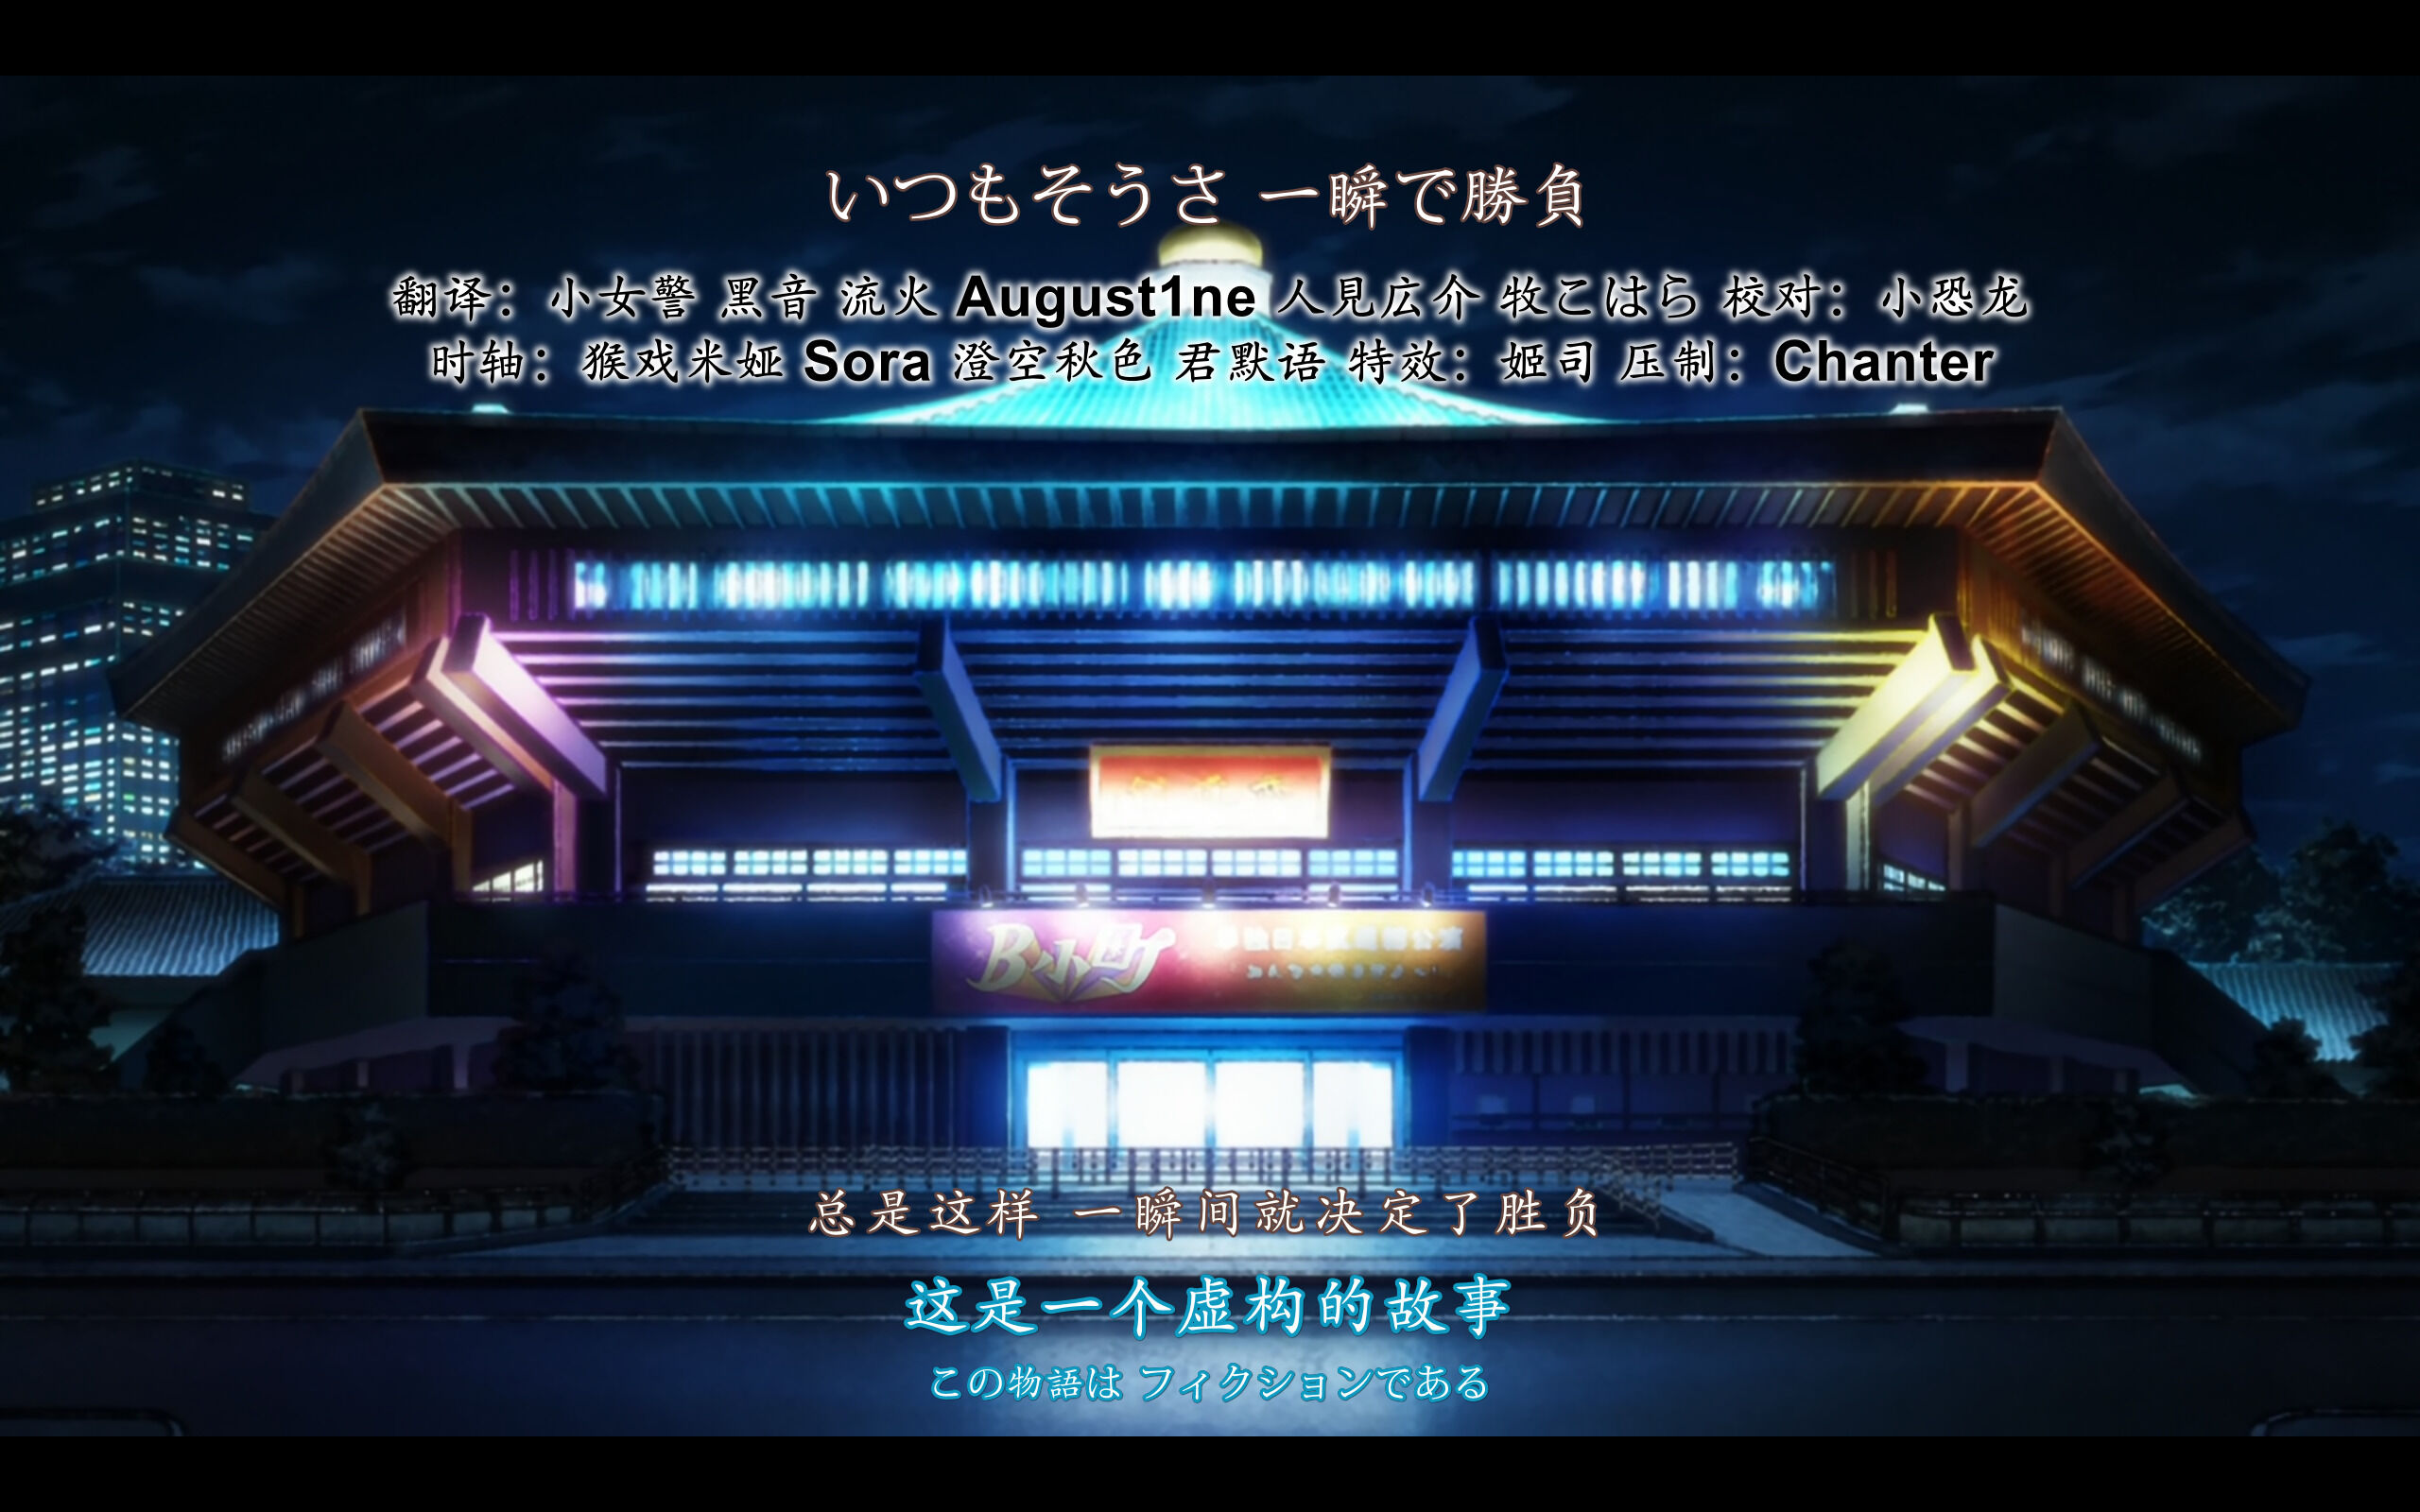 いつもそうさ 一瞬で勝負
翻译：小女警 黑音 流火 August1ne 人見広介 牧こはら 校对：小恐龙
时轴：猴戏米娅 Sora 澄空秋色 君默语 特效：姬司 压制：Chanter
B小町
总是这样 一瞬间就决定了胜负
这是一个虚构的故事
この物語は フィクションである